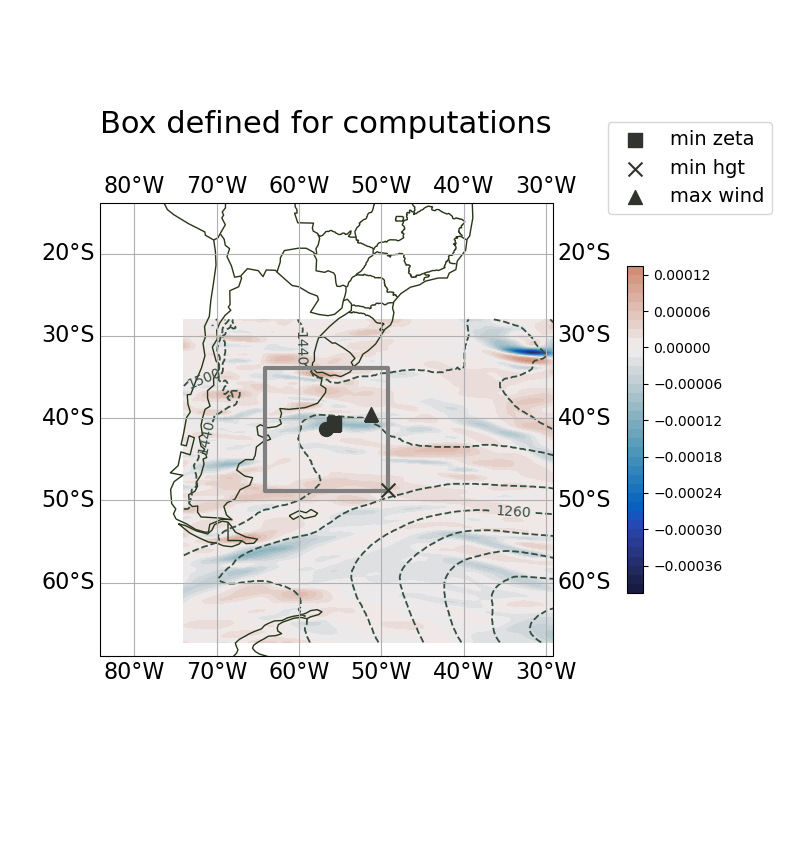 Box defined for computations
min zeta
min hgt
max wind
80°W 70°W 60°W 50°W 40°W 30°W
20°S 20°S
30°S 30°S
40°S 40°S
50°S 50°S
60°S 60°S
80°W 70°W 60°W 50°W 40°W 30°W
1440
1500
1440
1260
0.00012
0.00006
0.00000
−0.00006
−0.00012
−0.00018
−0.00024
−0.00030
−0.00036